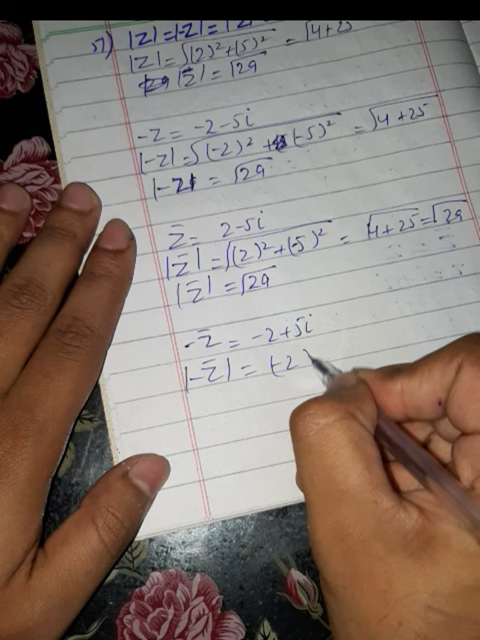 57) |Z| = |-Z| = |Z
|Z| = √(2)²+(5)² = √4+25
|Z| = √29
-Z = -2-5i
|-Z| = √(-2)² + (-5)² = √4+25
|-Z| = √29
Z̅ = 2-5i
|Z̅| = √(2)²+(-5)² = √4+25 = √29
|Z̅| = √29
-Z̅ = -2+5i
|-Z̅| = (-2)